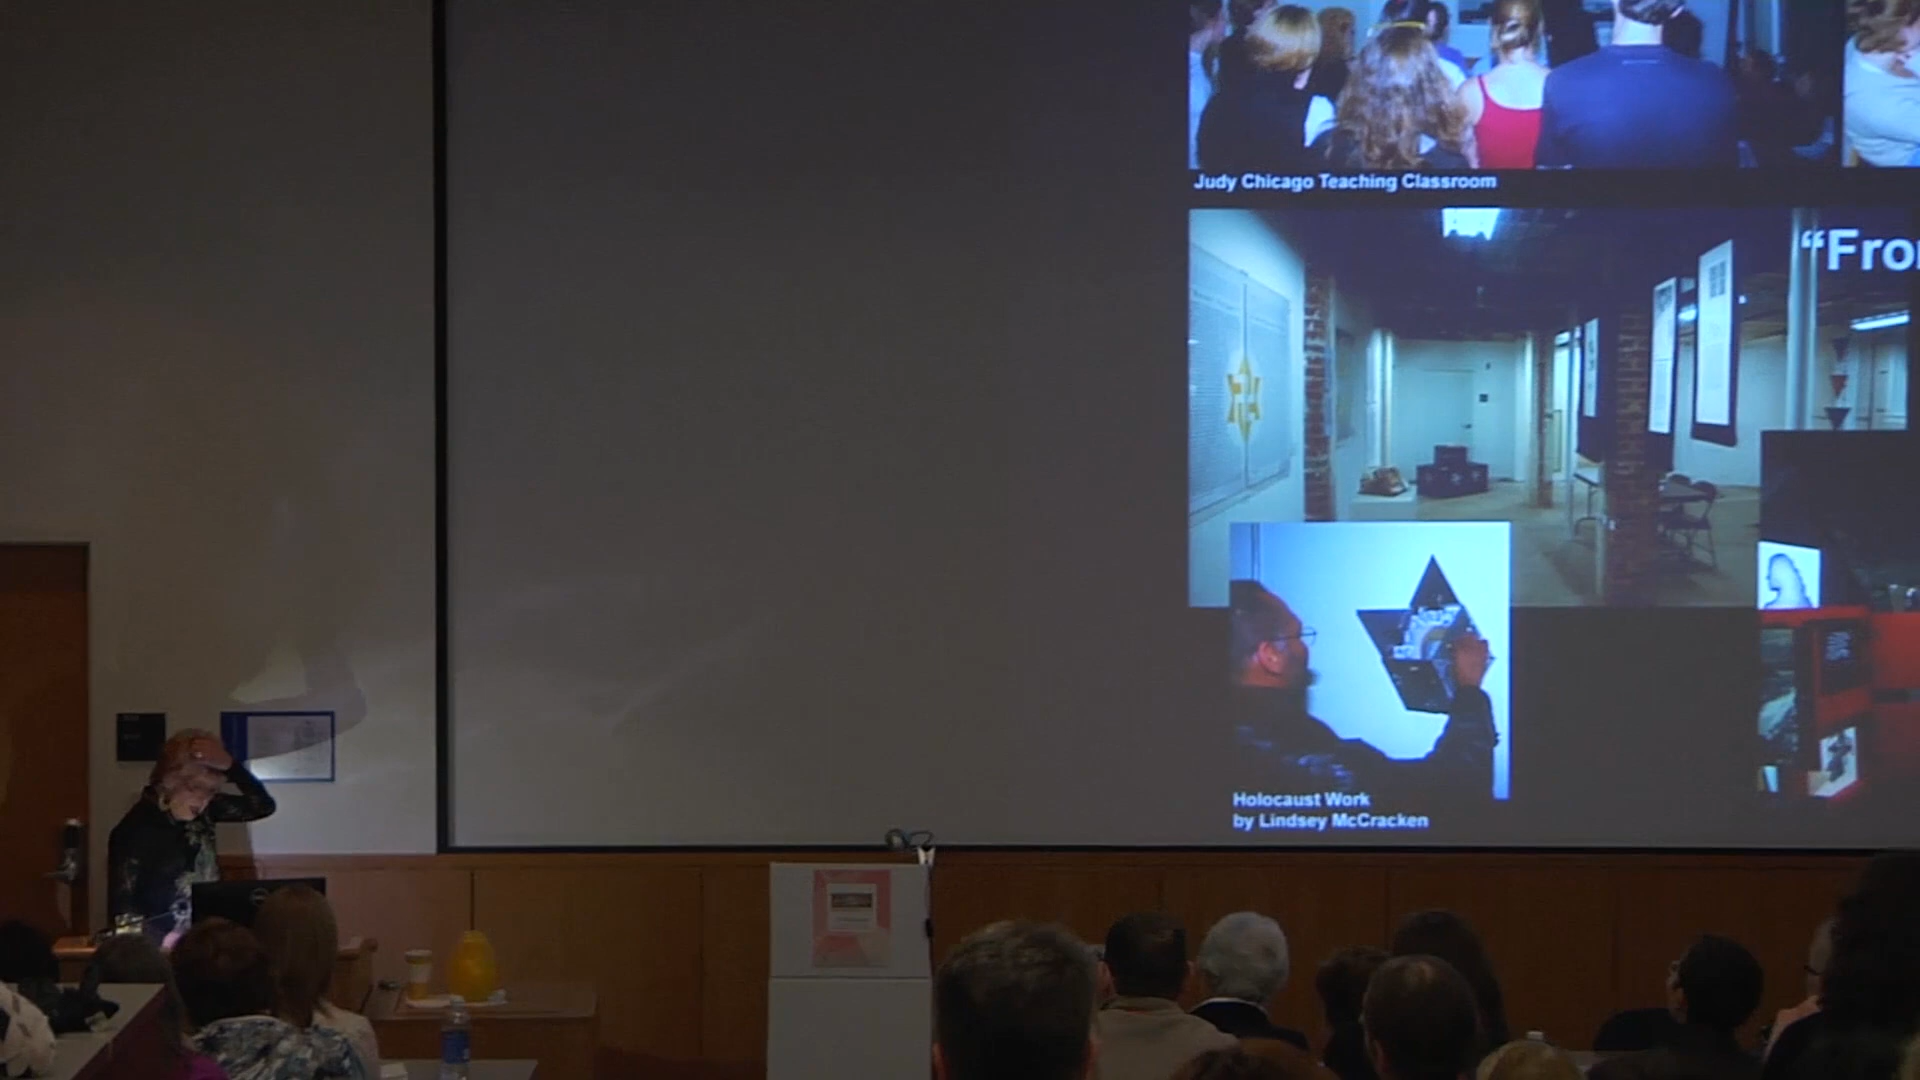 Judy Chicago Teaching Classroom
“Fro
Holocaust Work
by Lindsey McCracken